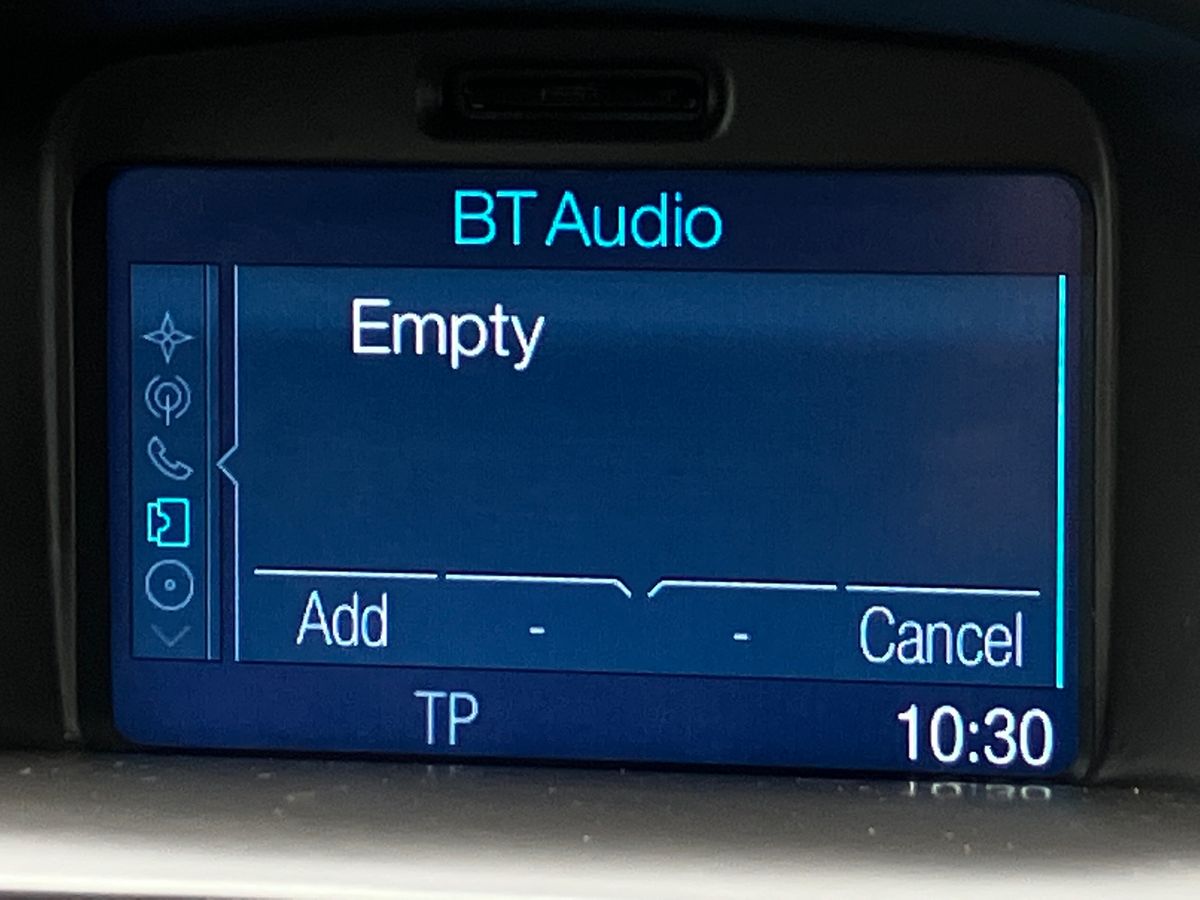 BT Audio
Empty
Add - - Cancel
TP 10:30